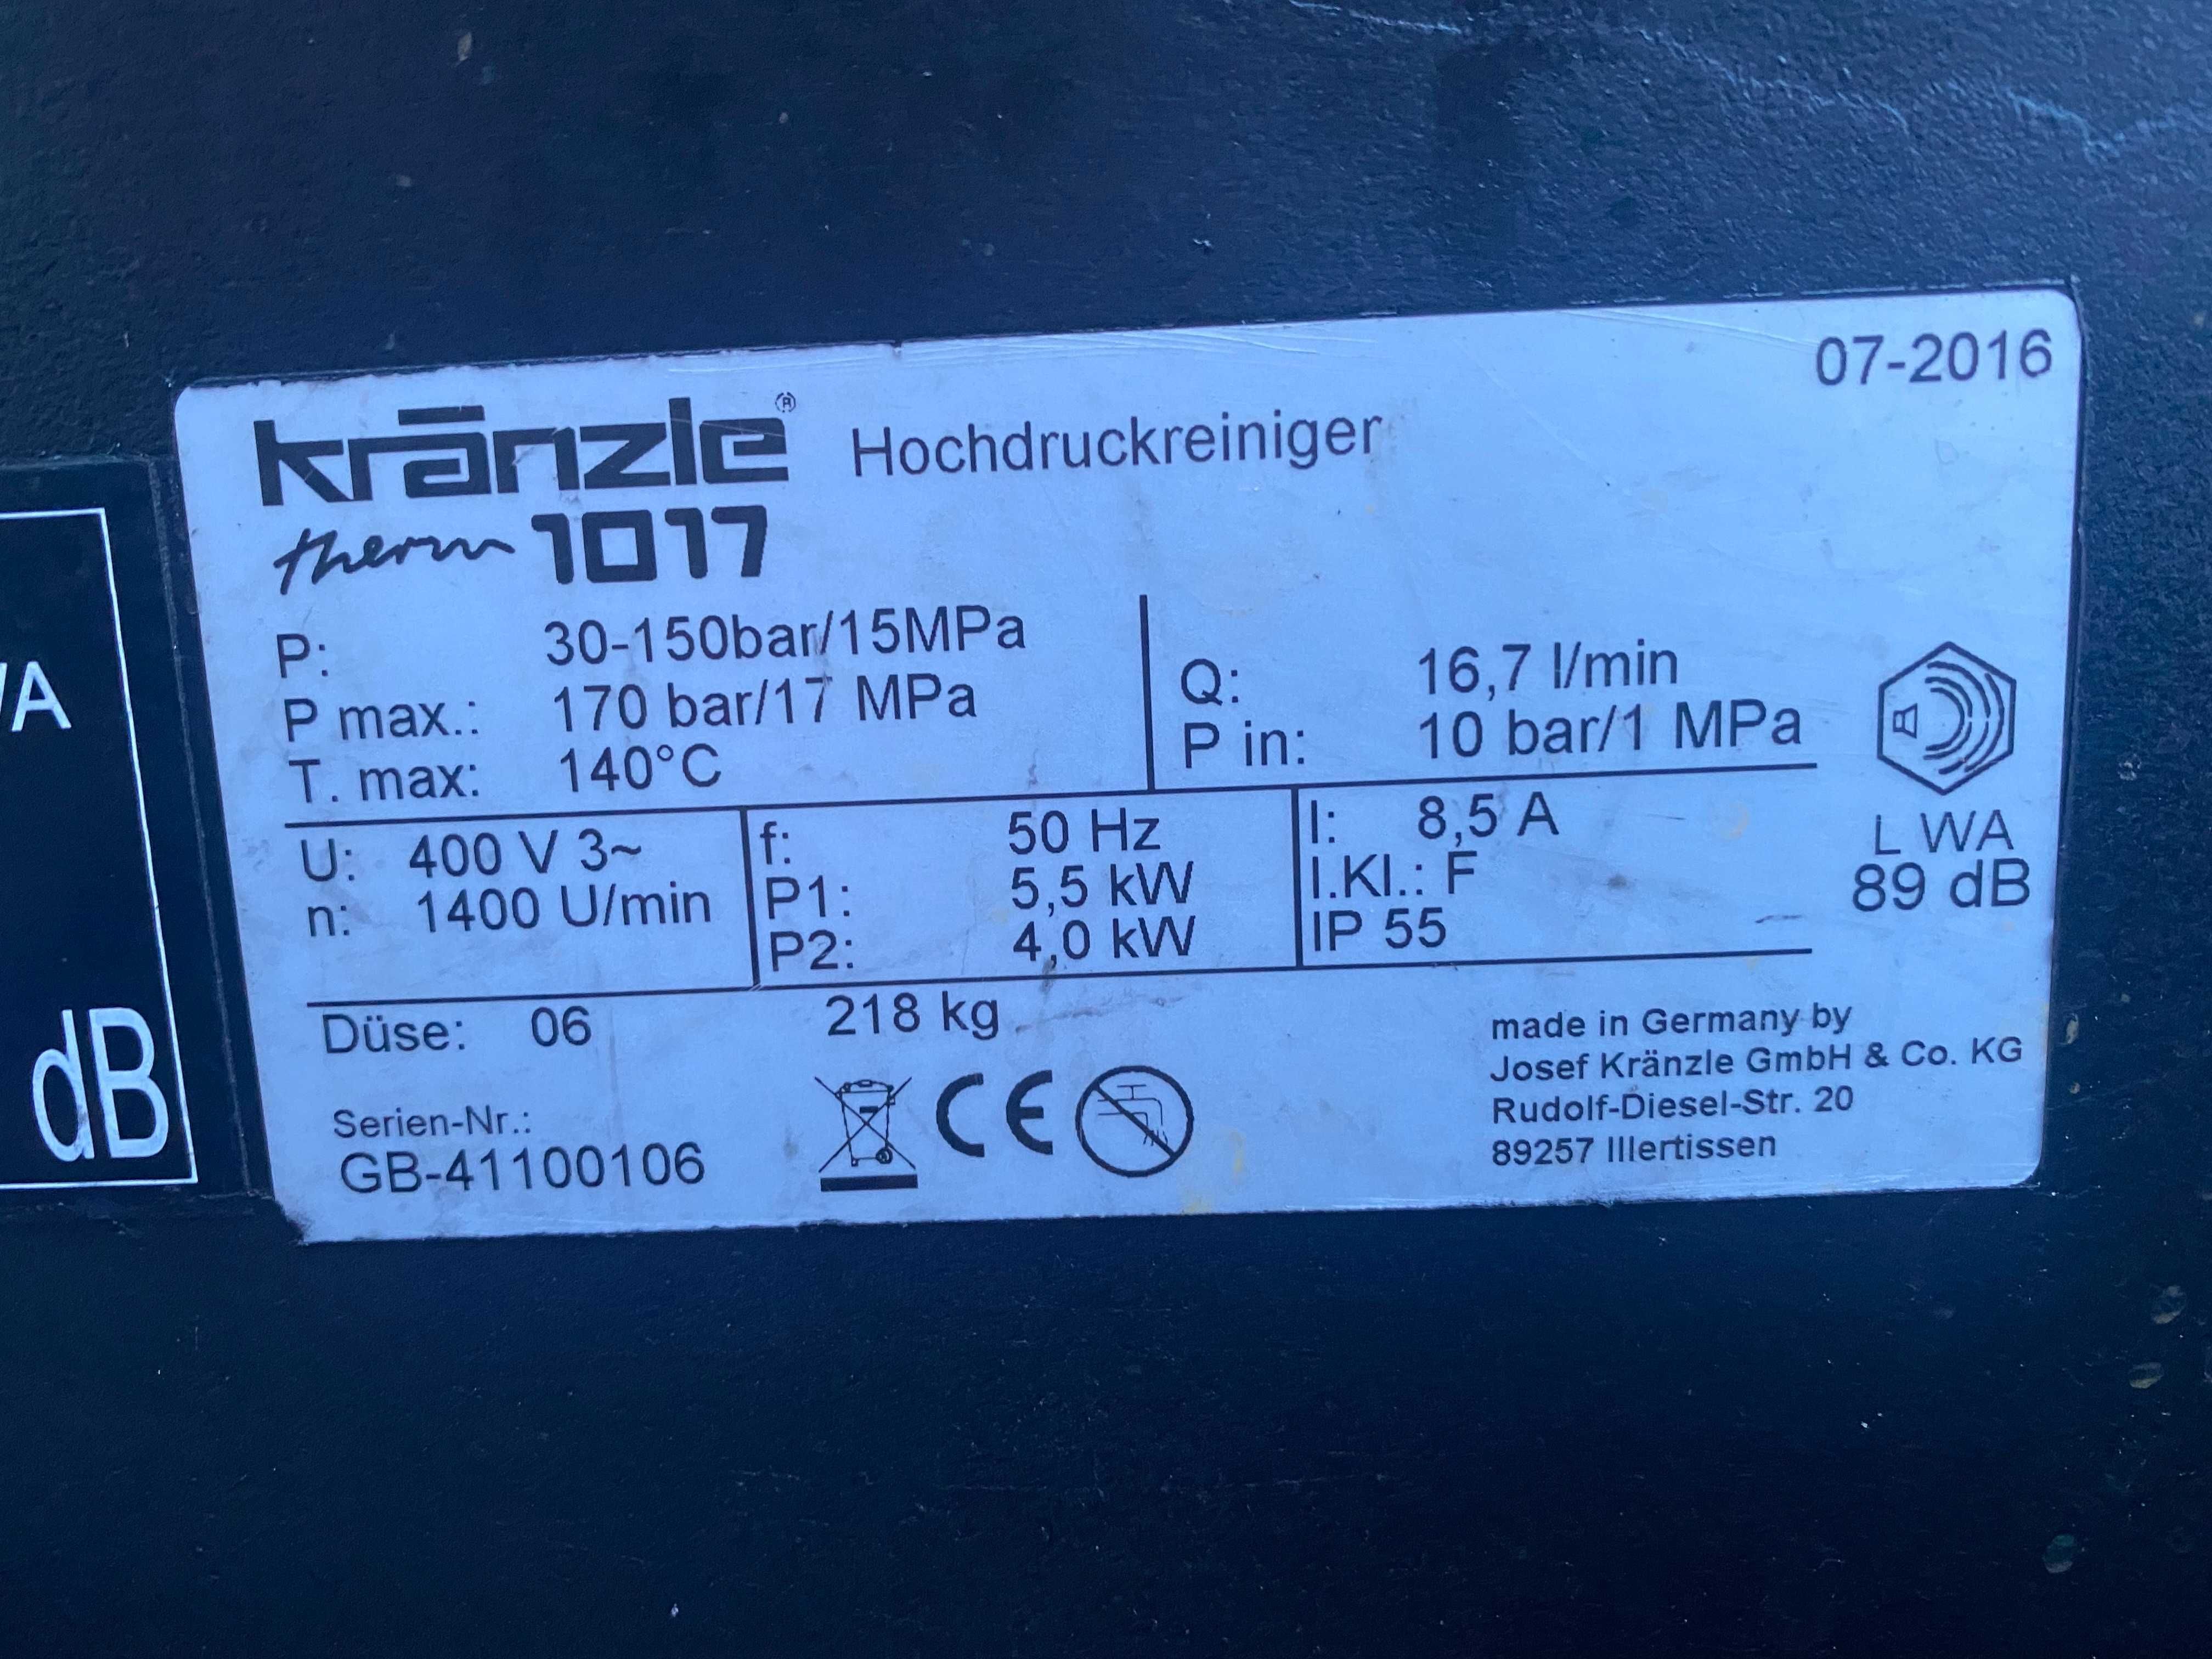 07-2016
kränzle® Hochdruckreiniger
therm 1017
P: 30-150bar/15MPa
P max.: 170 bar/17 MPa
T. max: 140°C
Q: 16,7 l/min
P in: 10 bar/1 MPa
U: 400 V 3~
n: 1400 U/min
f: 50 Hz
P1: 5,5 kW
P2: 4,0 kW
I: 8,5 A
I.Kl.: F
IP 55
L WA
89 dB
Düse: 06 218 kg
Serien-Nr.:
GB-41100106
CE
made in Germany by
Josef Kränzle GmbH & Co. KG
Rudolf-Diesel-Str. 20
89257 Illertissen
dB